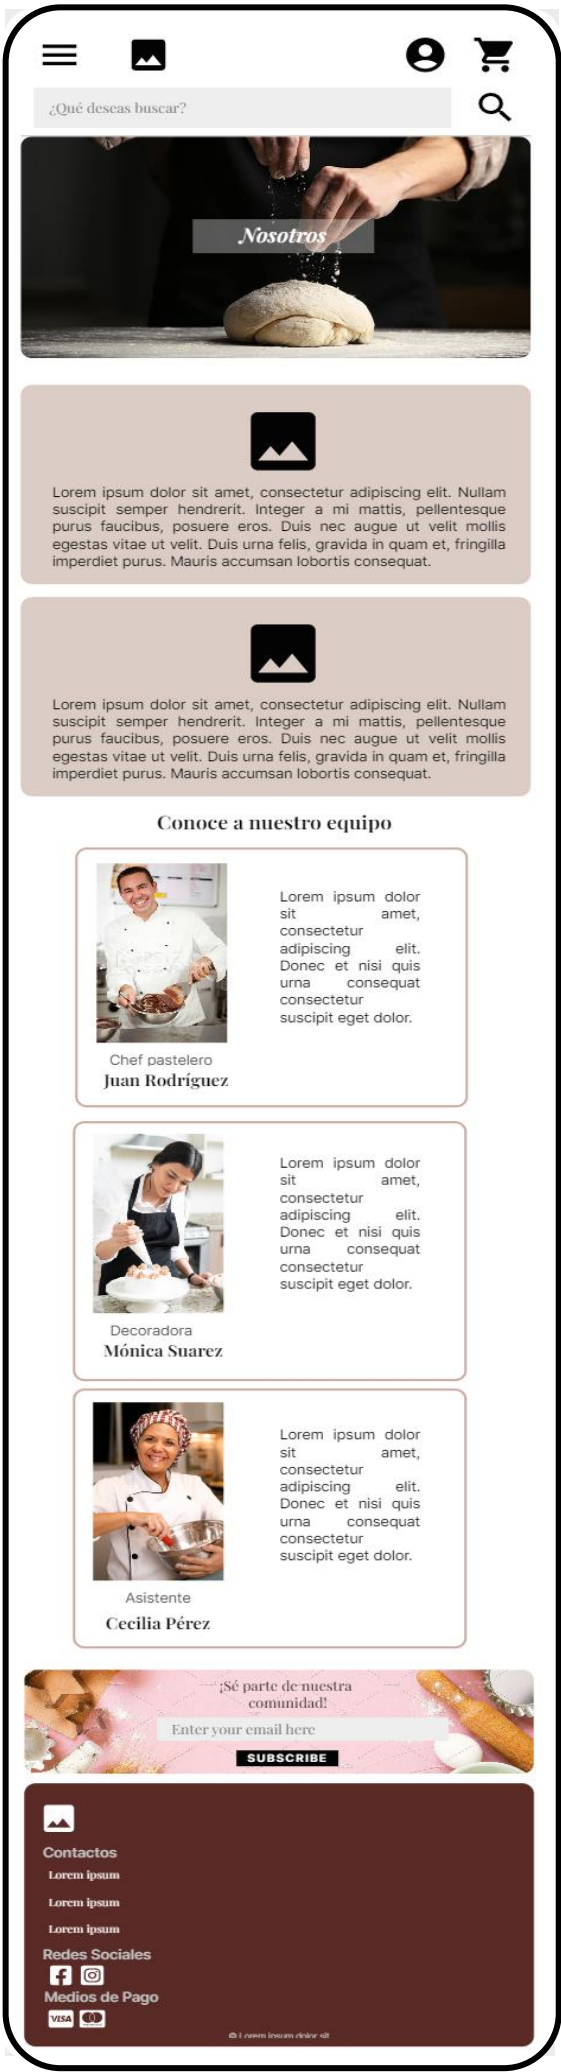 ¿Qué deseas buscar?
Nosotros
Lorem ipsum dolor sit amet, consectetur adipiscing elit. Nullam
suscipit semper hendrerit. Integer a mi mattis, pellentesque
purus faucibus, posuere eros. Duis nec augue ut velit mollis
egestas vitae ut velit. Duis urna felis, gravida in quam et, fringilla
imperdiet purus. Mauris accumsan lobortis consequat.
Lorem ipsum dolor sit amet, consectetur adipiscing elit. Nullam
suscipit semper hendrerit. Integer a mi mattis, pellentesque
purus faucibus, posuere eros. Duis nec augue ut velit mollis
egestas vitae ut velit. Duis urna felis, gravida in quam et, fringilla
imperdiet purus. Mauris accumsan lobortis consequat.
Conoce a nuestro equipo
Lorem ipsum dolor
sit amet,
consectetur
adipiscing elit.
Donec et nisi quis
urna consequat
consectetur
suscipit eget dolor.
Chef pastelero
Juan Rodríguez
Lorem ipsum dolor
sit amet,
consectetur
adipiscing elit.
Donec et nisi quis
urna consequat
consectetur
suscipit eget dolor.
Decoradora
Mónica Suarez
Lorem ipsum dolor
sit amet,
consectetur
adipiscing elit.
Donec et nisi quis
urna consequat
consectetur
suscipit eget dolor.
Asistente
Cecilia Pérez
¡Sé parte de nuestra
comunidad!
Enter your email here
SUBSCRIBE
Contactos
Lorem ipsum
Lorem ipsum
Lorem ipsum
Redes Sociales
Medios de Pago
VISA
© Lorem ipsum dolor sit